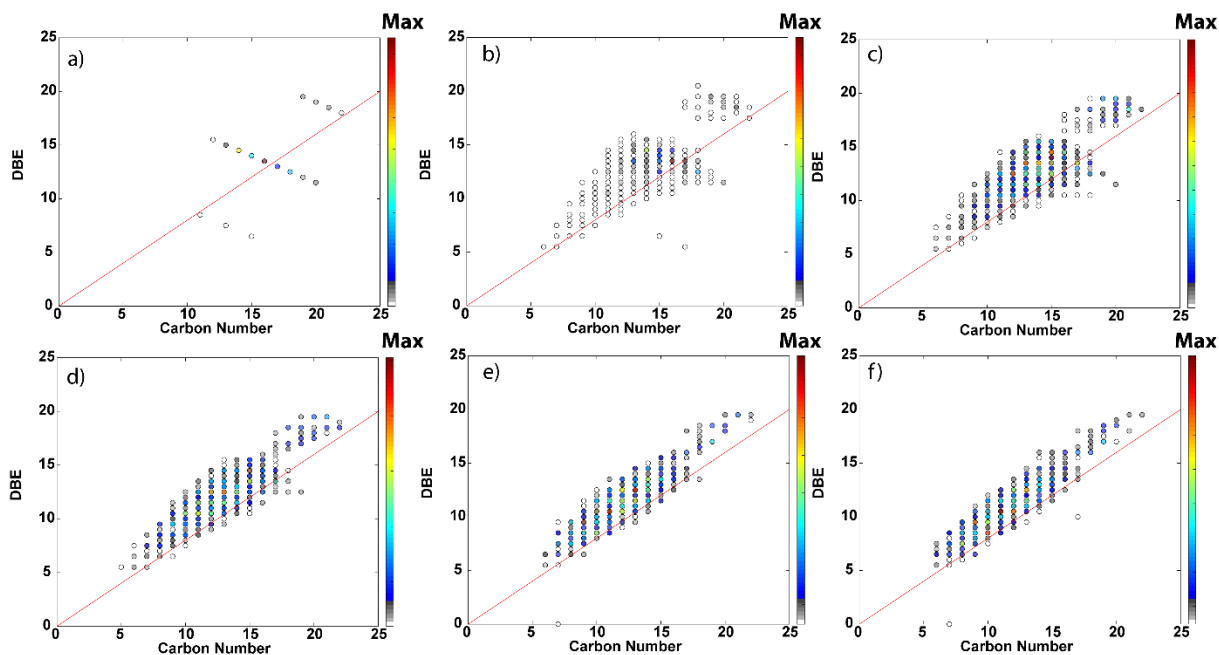 Max Max Max
a) b) c)
25 25 25
20 20 20
15 15 15
DBE DBE DBE
10 10 10
5 5 5
0 0 0
0 5 10 15 20 25 0 5 10 15 20 25 0 5 10 15 20 25
Carbon Number Carbon Number Carbon Number
Max Max Max
d) e) f)
25 25 25
20 20 20
15 15 15
DBE DBE DBE
10 10 10
5 5 5
0 0 0
0 5 10 15 20 25 0 5 10 15 20 25 0 5 10 15 20 25
Carbon Number Carbon Number Carbon Number